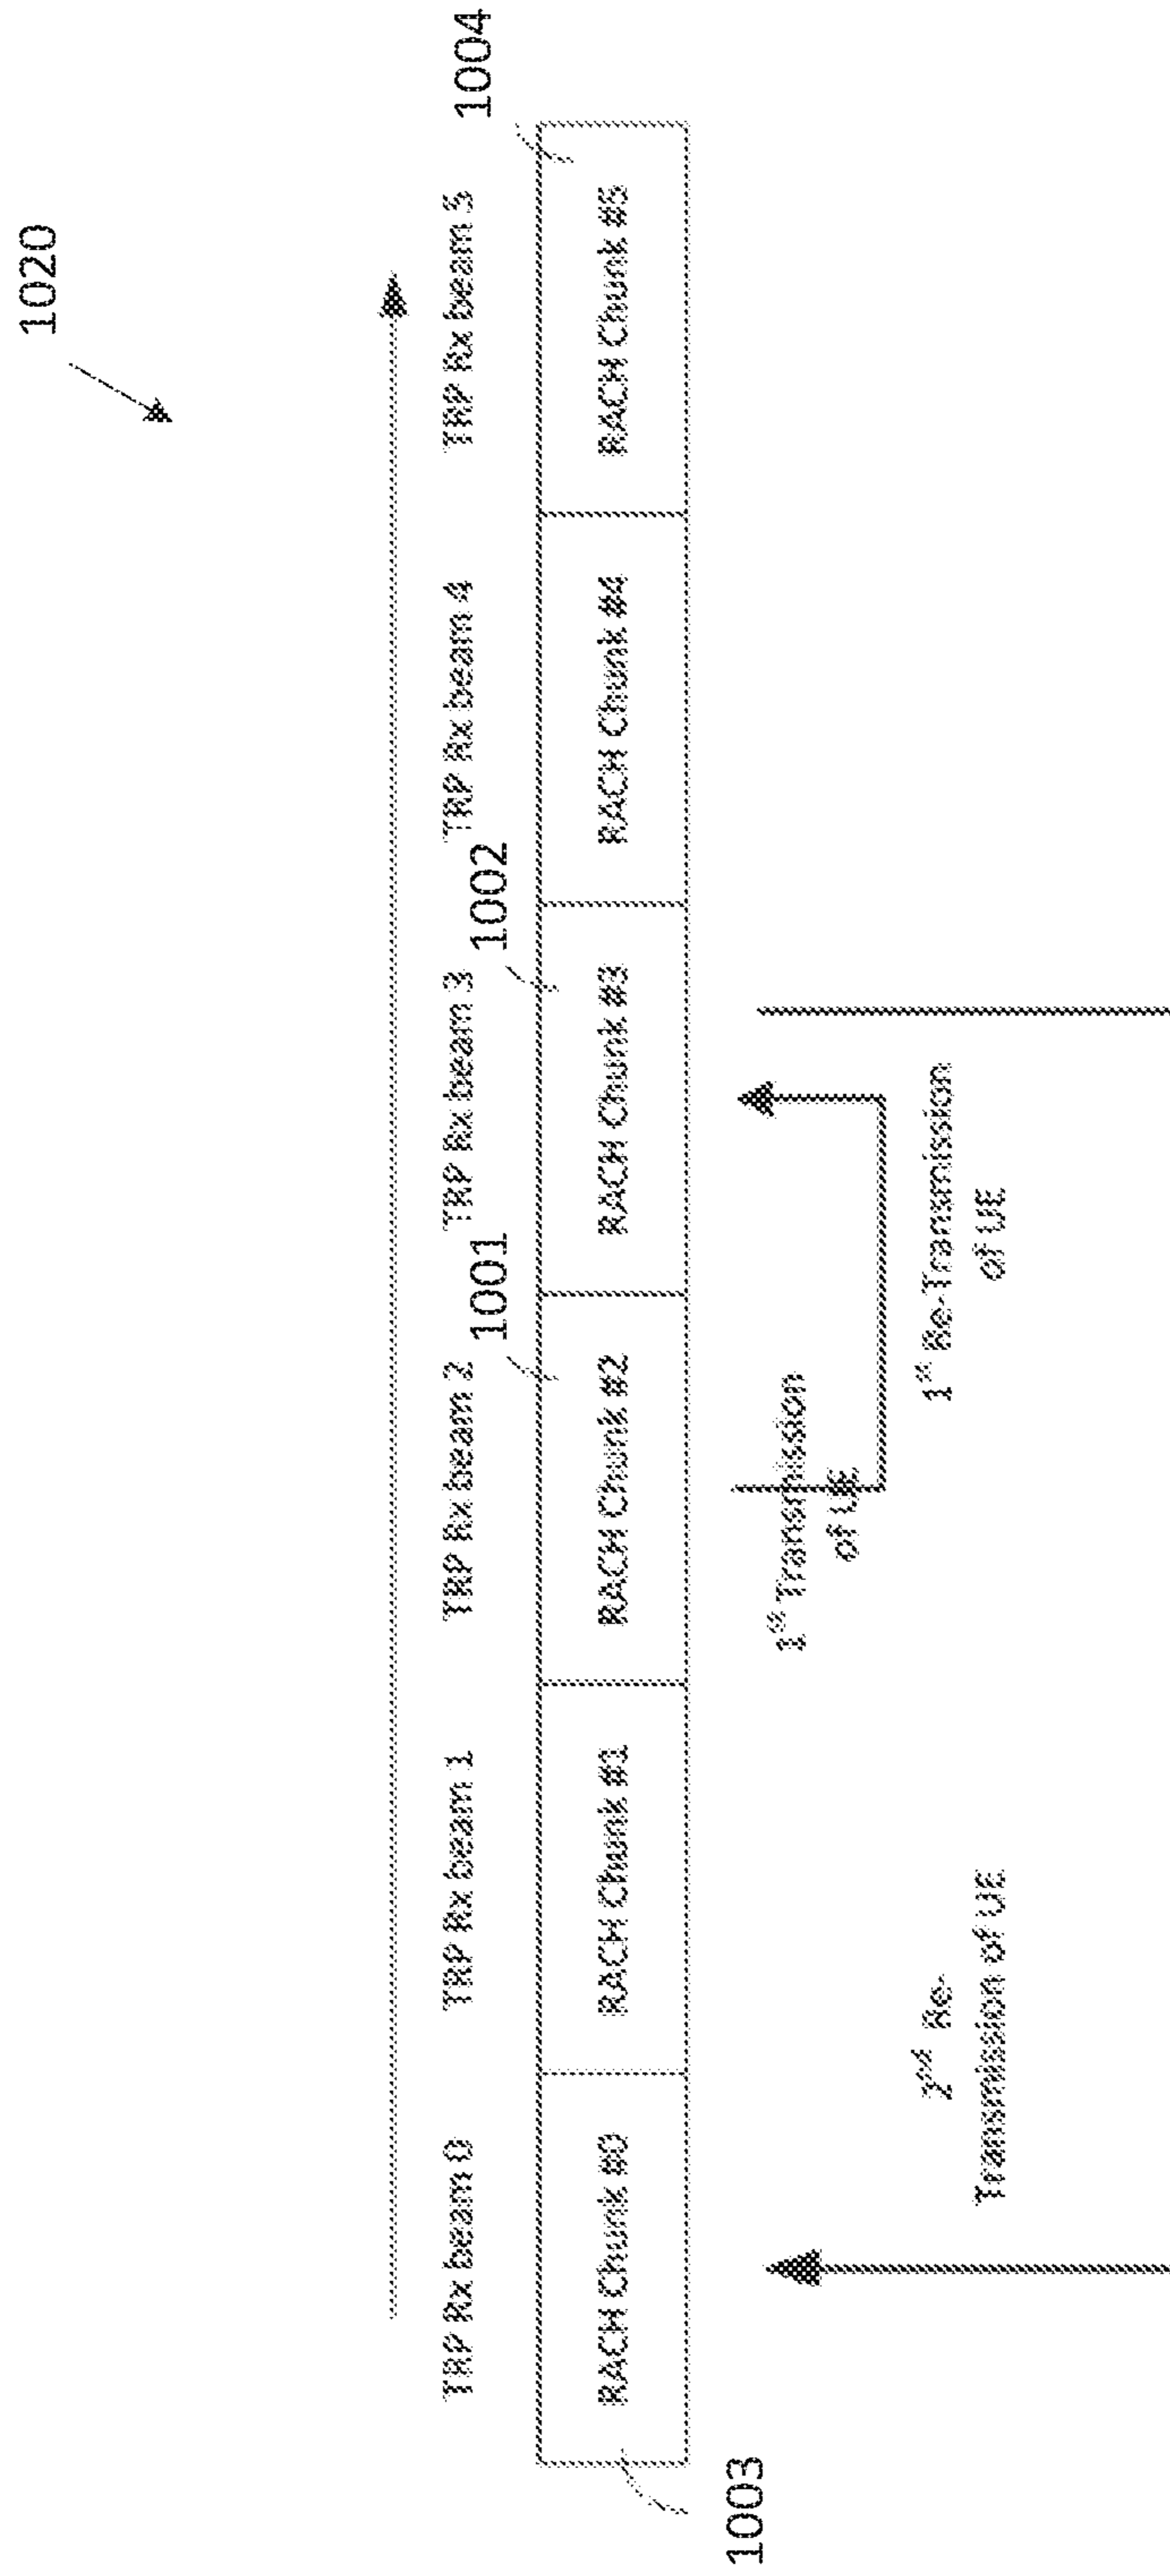 1020
TRP Rx beam 0
TRP Rx beam 1
TRP Rx beam 2
TRP Rx beam 3
TRP Rx beam 4
TRP Rx beam 5
1001
1002
1004
RACH Chunk #0
RACH Chunk #1
RACH Chunk #2
RACH Chunk #3
RACH Chunk #4
RACH Chunk #5
1003
1st Transmission
of UE
1st Re-Transmission
of UE
2nd Re-
Transmission of UE